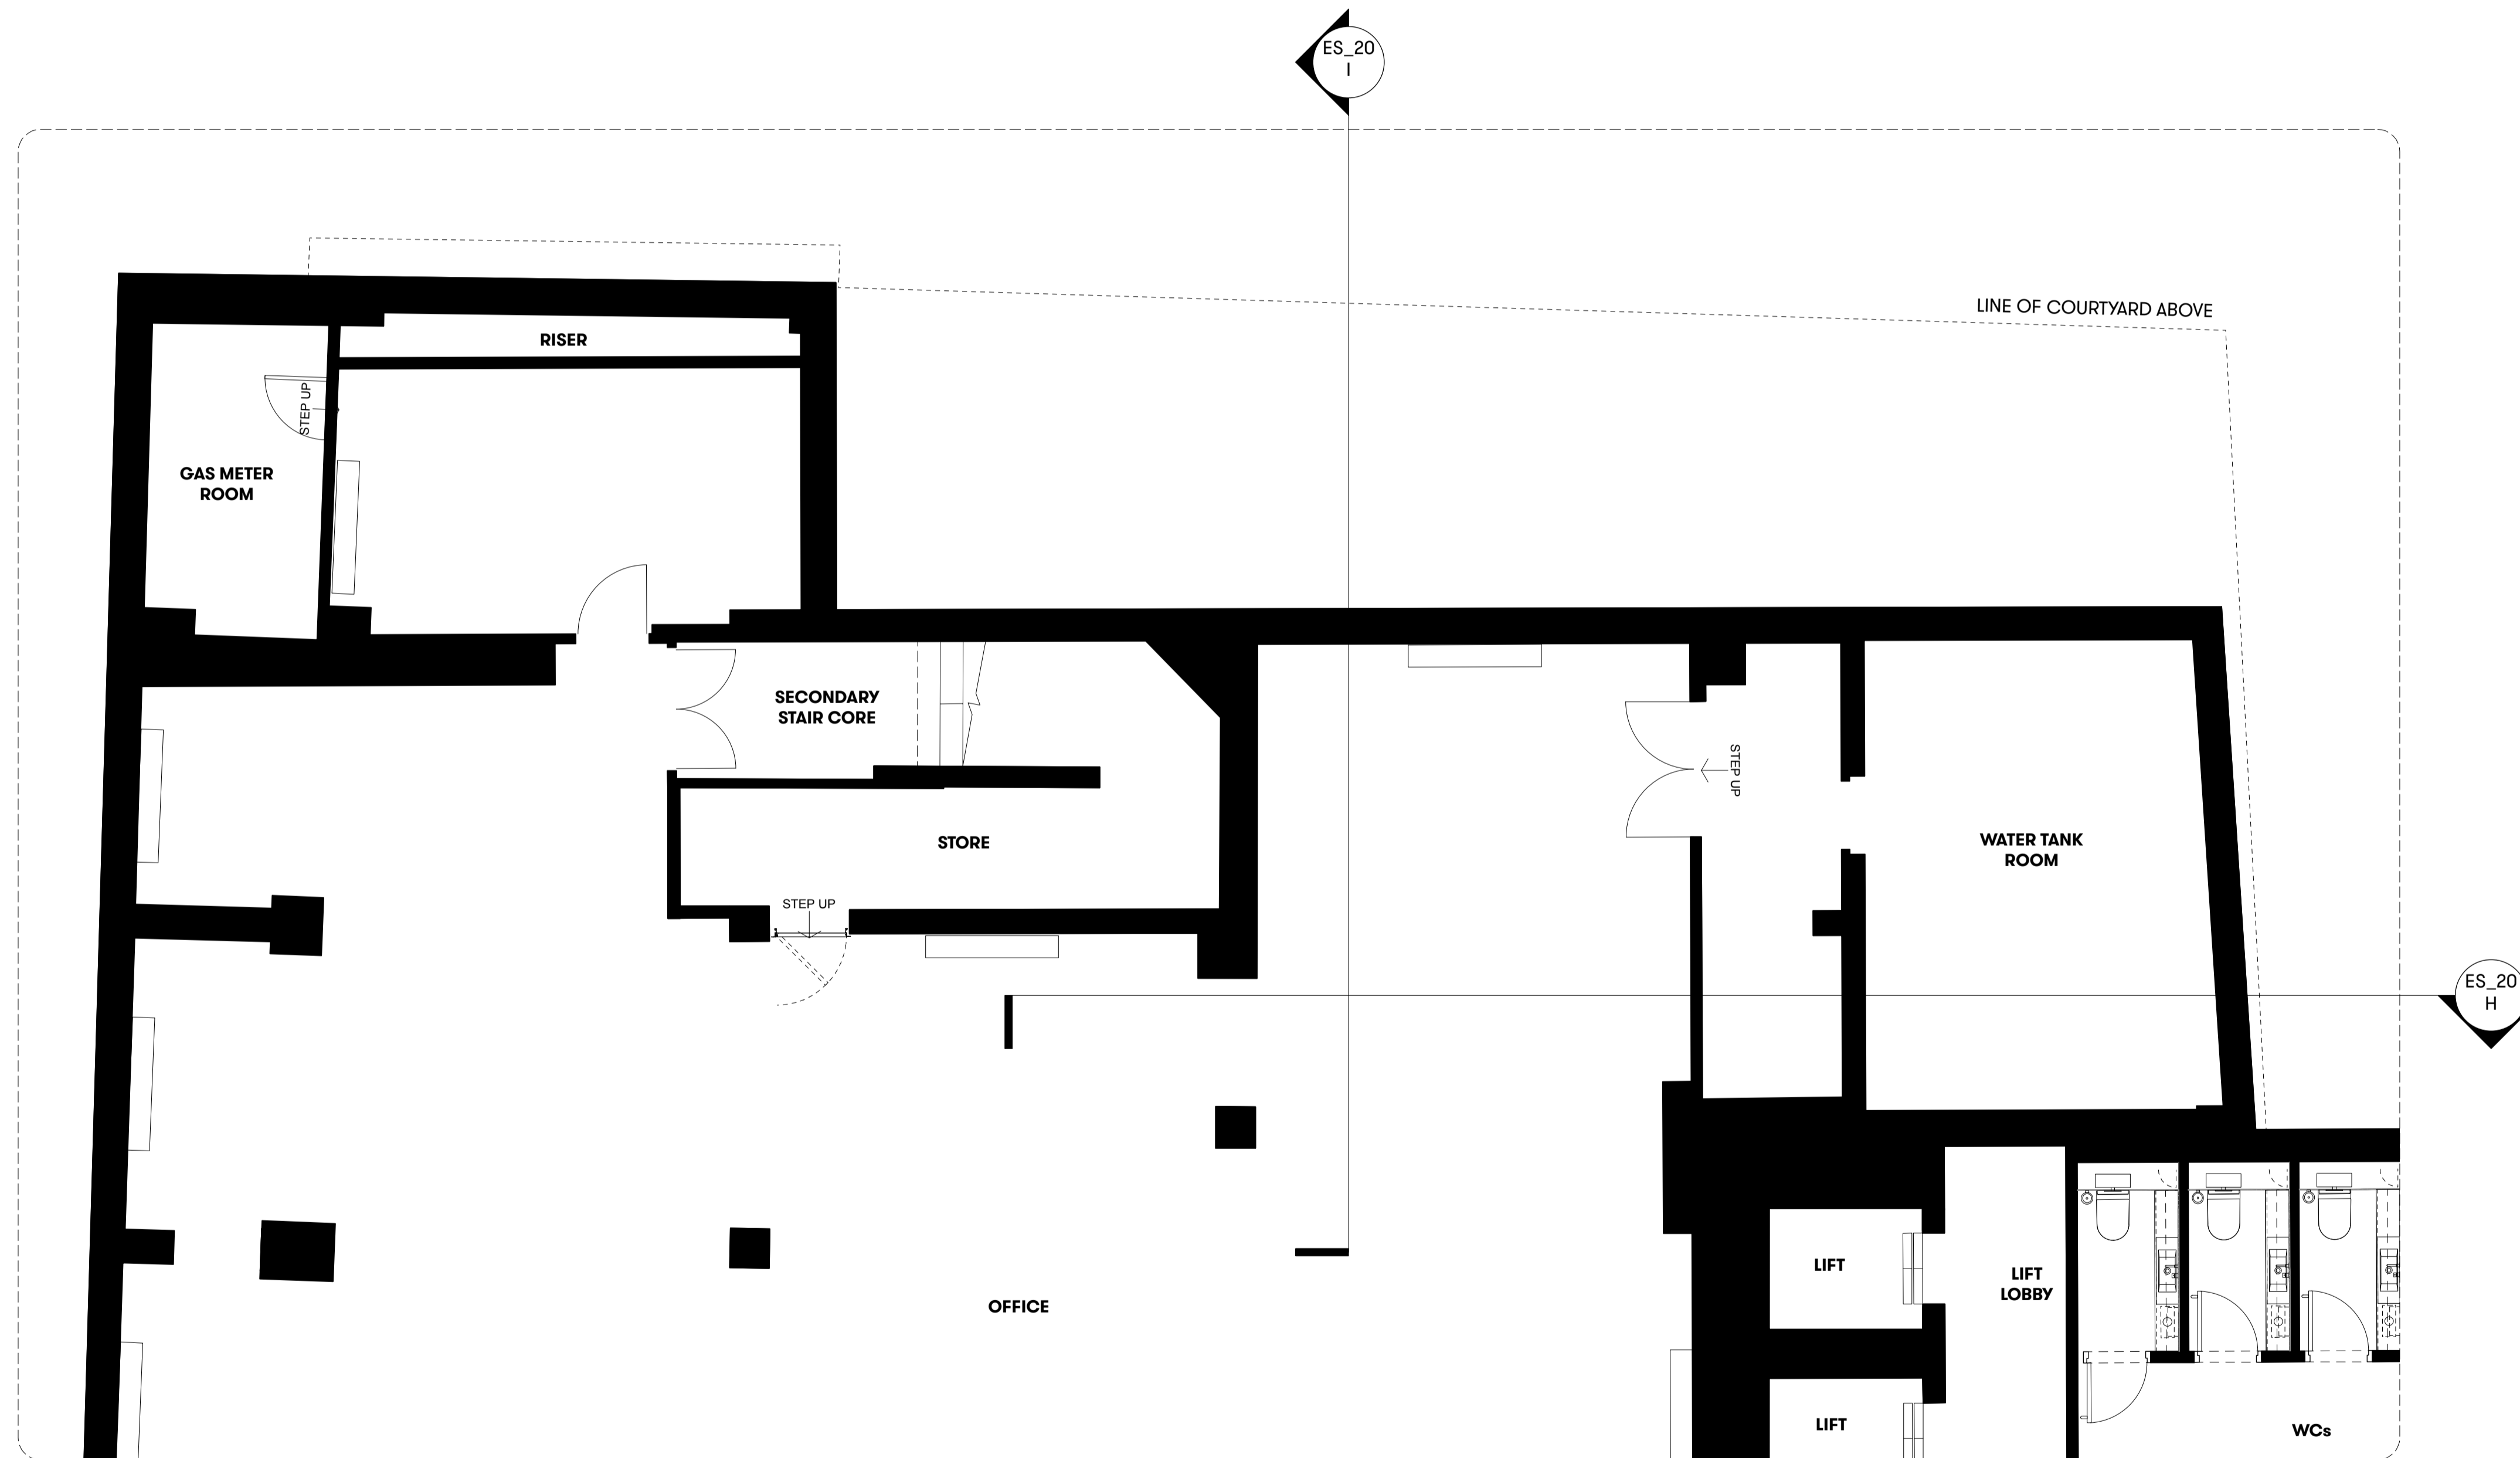 ES_20
I
LINE OF COURTYARD ABOVE
RISER
STEP UP
GAS METER
ROOM
SECONDARY
STAIR CORE
STEP UP
STORE
WATER TANK
ROOM
STEP UP
ES_20
H
LIFT
LIFT
LOBBY
OFFICE
LIFT
WCs